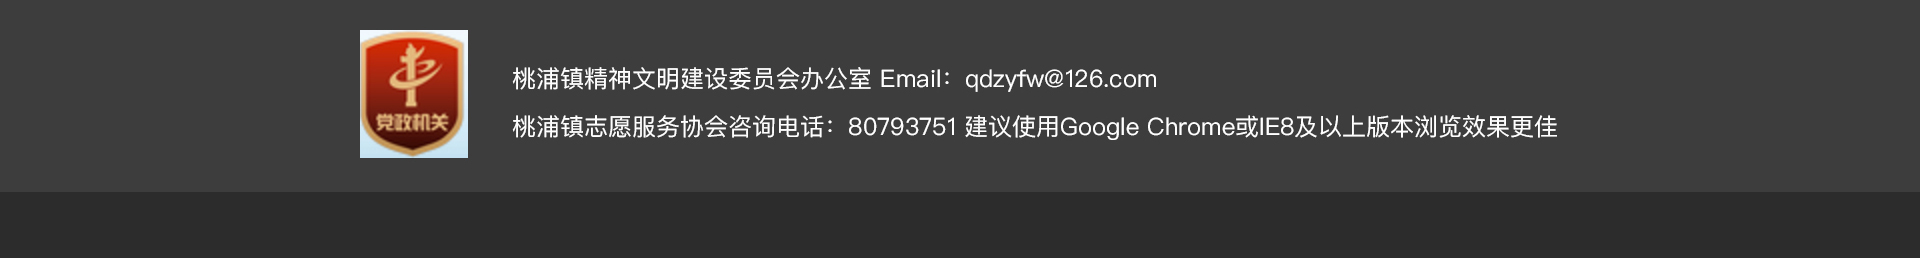 党政机关
桃浦镇精神文明建设委员会办公室 Email：qdzyfw@126.com
桃浦镇志愿服务协会咨询电话：80793751 建议使用Google Chrome或IE8及以上版本浏览效果更佳